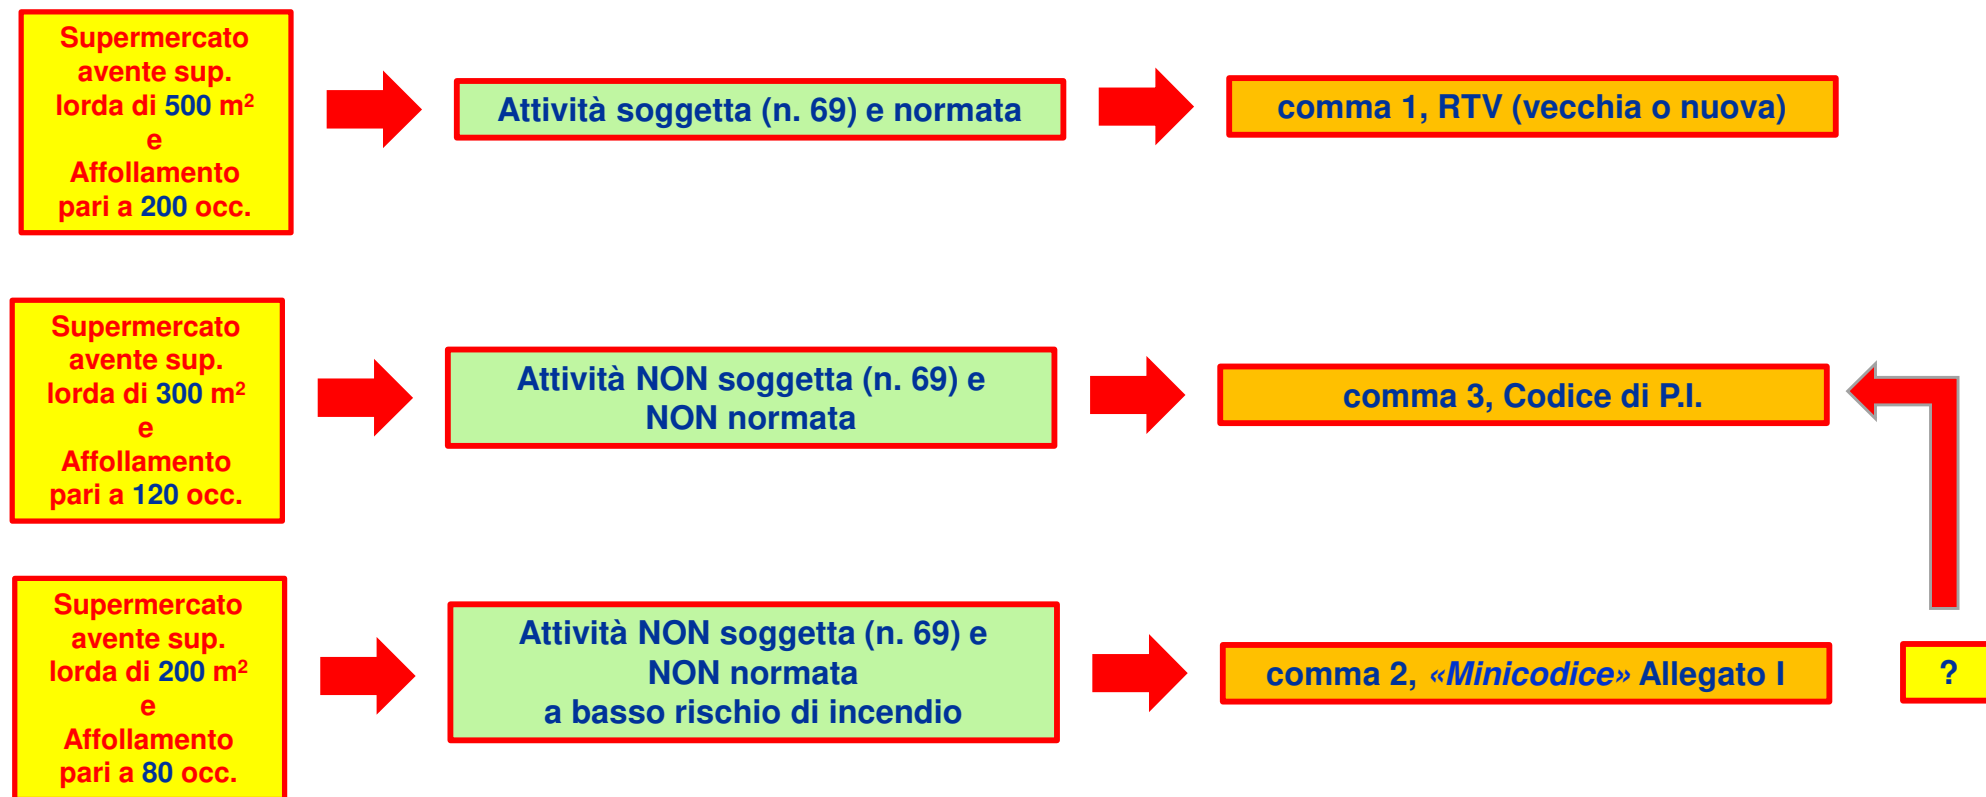 Supermercato
avente sup.
lorda di 500 m²
e
Affollamento
pari a 200 occ.
Attività soggetta (n. 69) e normata
comma 1, RTV (vecchia o nuova)
Supermercato
avente sup.
lorda di 300 m²
e
Affollamento
pari a 120 occ.
Attività NON soggetta (n. 69) e
NON normata
comma 3, Codice di P.I.
Supermercato
avente sup.
lorda di 200 m²
e
Affollamento
pari a 80 occ.
Attività NON soggetta (n. 69) e
NON normata
a basso rischio di incendio
comma 2, «Minicodice» Allegato I
?